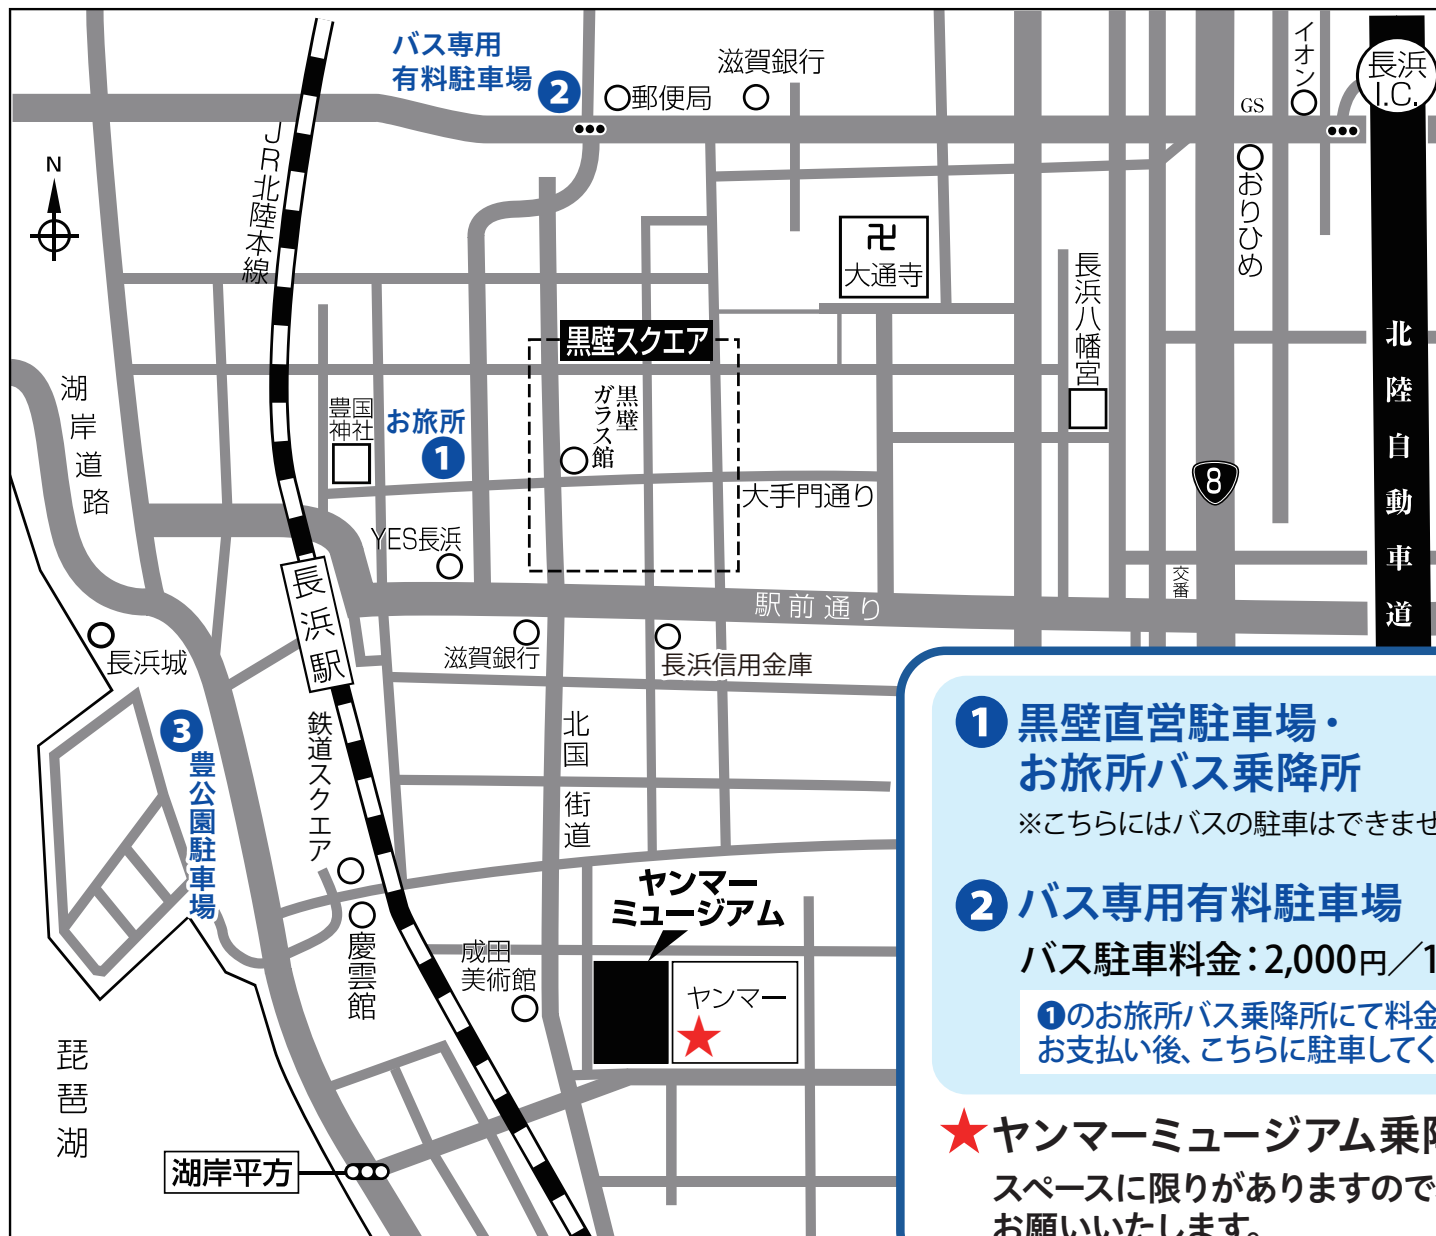 バス専用
有料駐車場
2
郵便局
滋賀銀行
イオン
長浜
I.C.
GS
おりひめ
N
JR北陸本線
卍
大通寺
長浜八幡宮
北陸自動車道
黒壁スクエア
黒壁
ガラス館
湖岸道路
豊国
神社
お旅所
1
大手門通り
8
YES長浜
交番
長浜駅
駅前通り
長浜城
滋賀銀行
長浜信用金庫
3
豊公園駐車場
鉄道スクエア
北国街道
慶雲館
成田
美術館
ヤンマー
ミュージアム
ヤンマー
琵琶湖
湖岸平方
1 黒壁直営駐車場・
お旅所バス乗降所
※こちらにはバスの駐車はできませ
2 バス専用有料駐車場
バス駐車料金：2,000円／1
❶のお旅所バス乗降所にて料金
お支払い後、こちらに駐車してく
★ヤンマーミュージアム乗降
スペースに限りがありますので
お願いいたします。